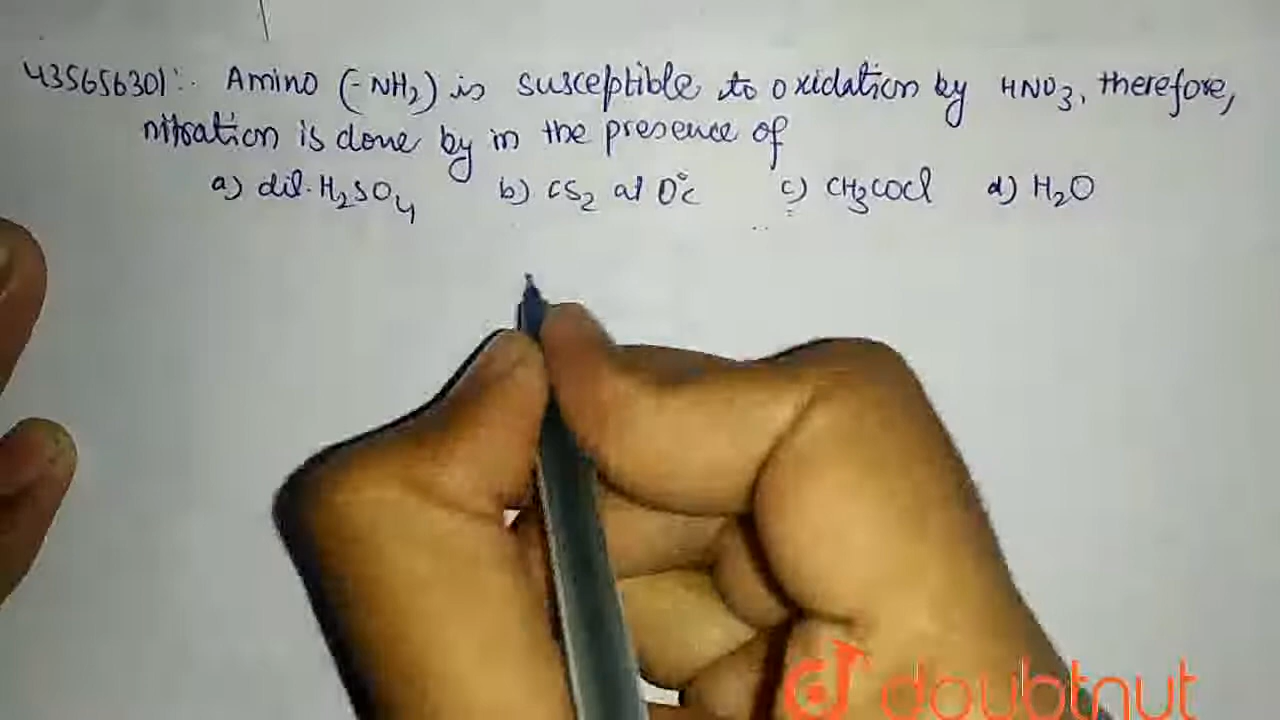 435656301:. Amino (-NH₂) is susceptible to oxidation by HNO₃, therefore,
nitration is done by in the presence of
a) dil. H₂SO₄ b) CS₂ at 0°C c) CH₃COCl d) H₂O
doubtnut